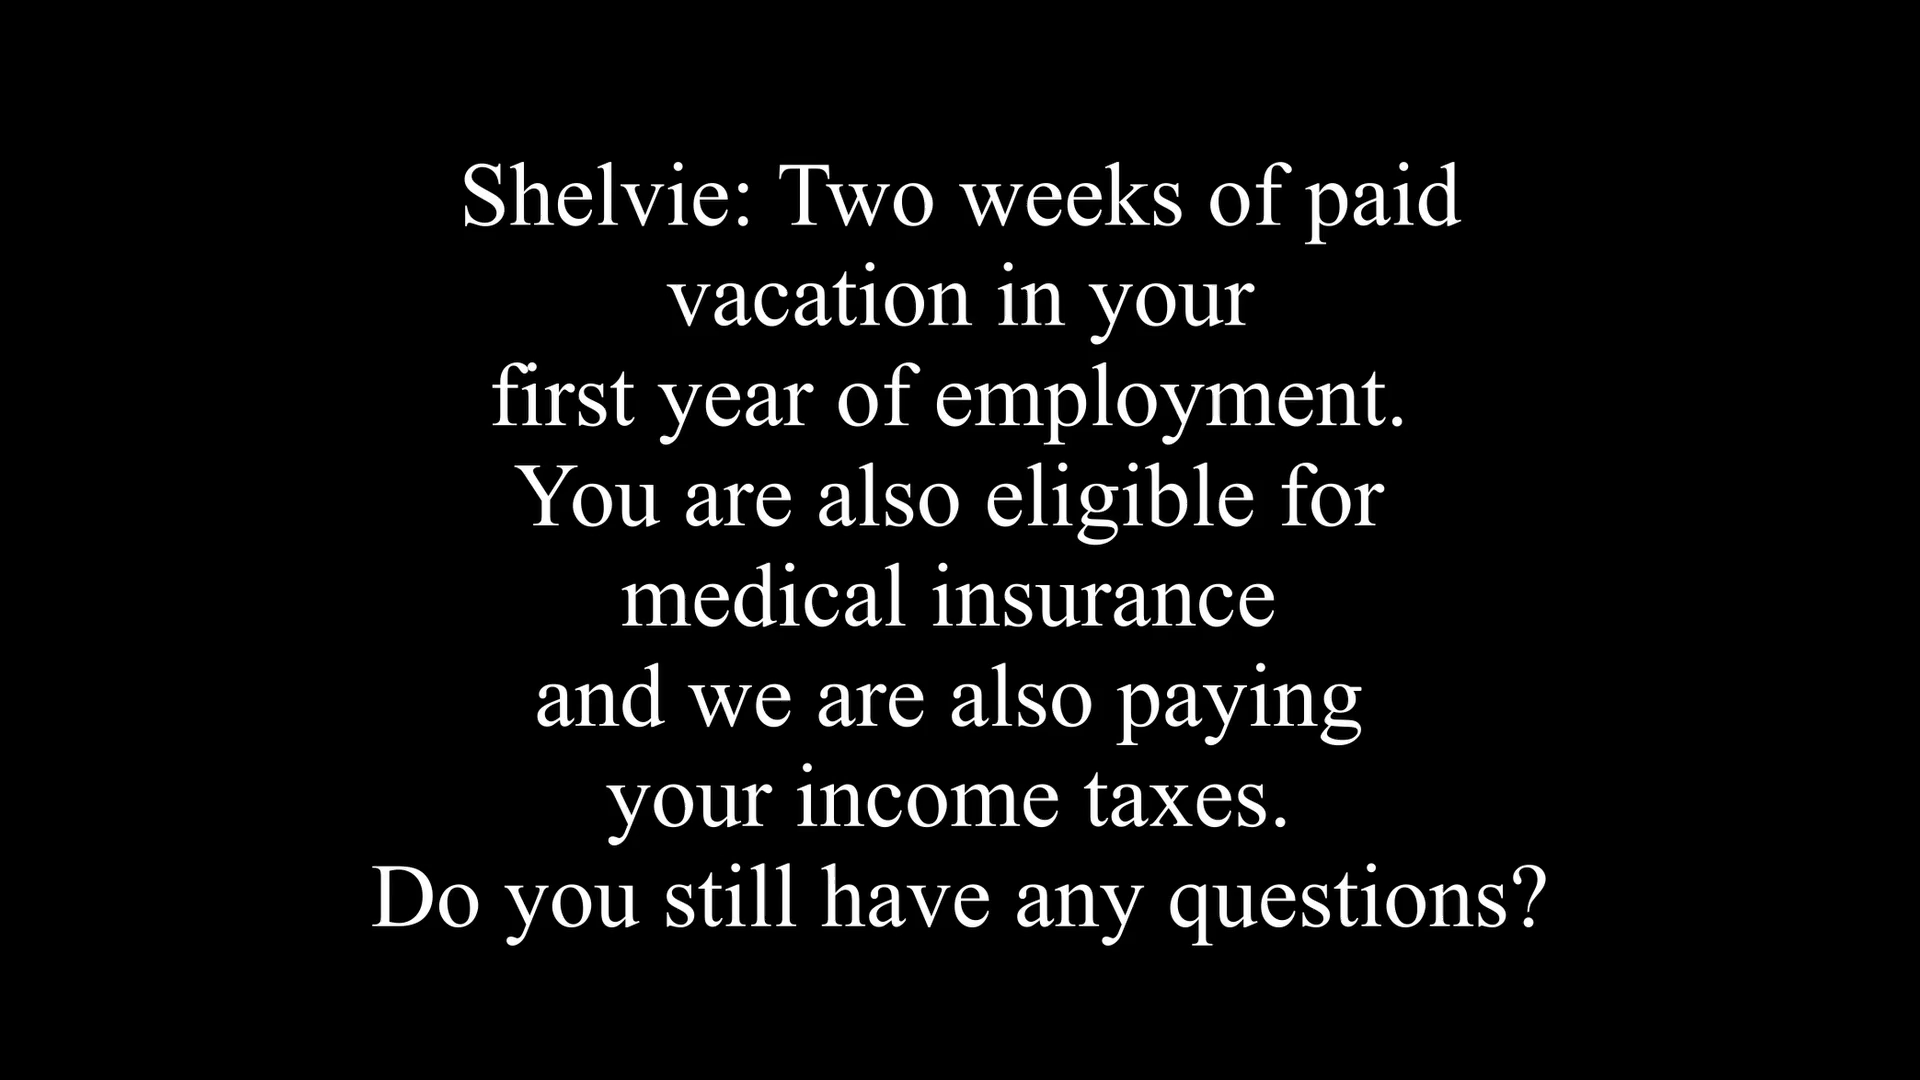 Shelvie: Two weeks of paid
vacation in your
first year of employment.
You are also eligible for
medical insurance
and we are also paying
your income taxes.
Do you still have any questions?